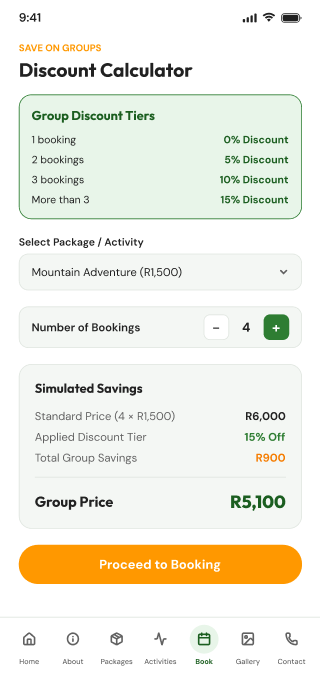 9:41
SAVE ON GROUPS
Discount Calculator
Group Discount Tiers
1 booking 0% Discount
2 bookings 5% Discount
3 bookings 10% Discount
More than 3 15% Discount
Select Package / Activity
Mountain Adventure (R1,500)
Number of Bookings − 4 +
Simulated Savings
Standard Price (4 × R1,500) R6,000
Applied Discount Tier 15% Off
Total Group Savings R900
Group Price R5,100
Proceed to Booking
Home About Packages Activities Book Gallery Contact